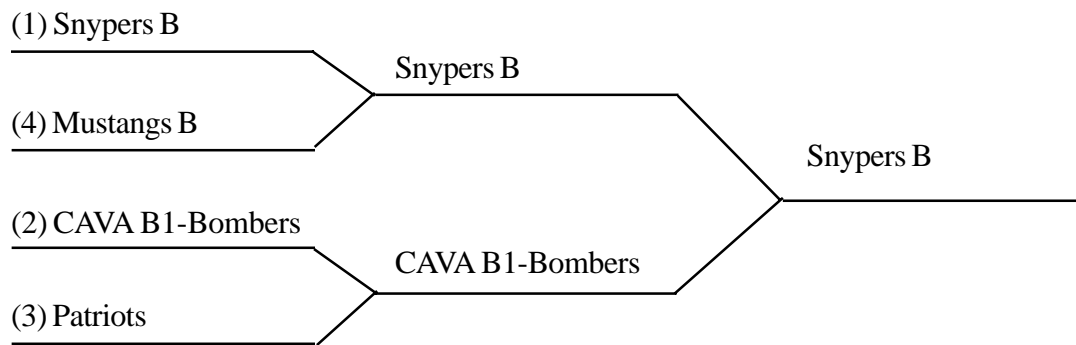 (1) Snypers B
Snypers B
(4) Mustangs B
Snypers B
(2) CAVA B1-Bombers
CAVA B1-Bombers
(3) Patriots